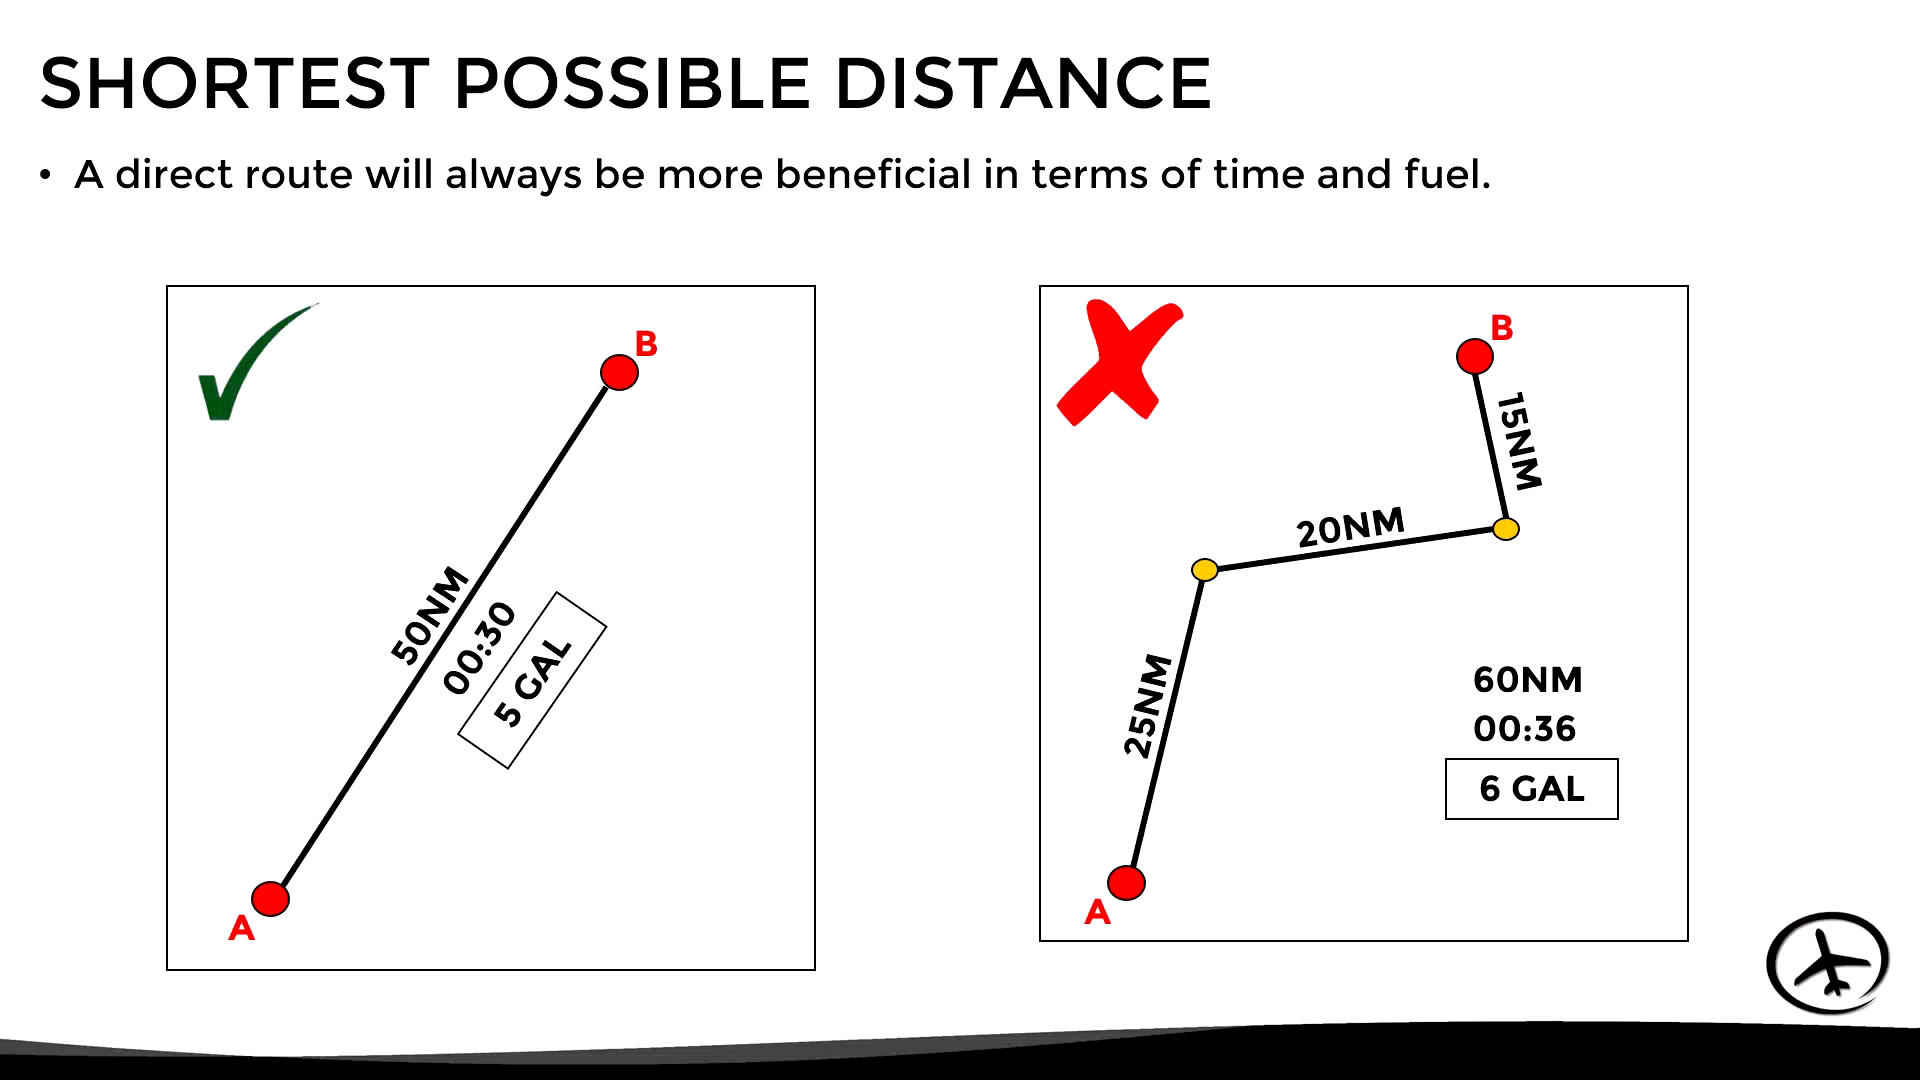 SHORTEST POSSIBLE DISTANCE
• A direct route will always be more beneficial in terms of time and fuel.
B
50NM
00:30
5 GAL
A
B
15NM
20NM
25NM
60NM
00:36
6 GAL
A